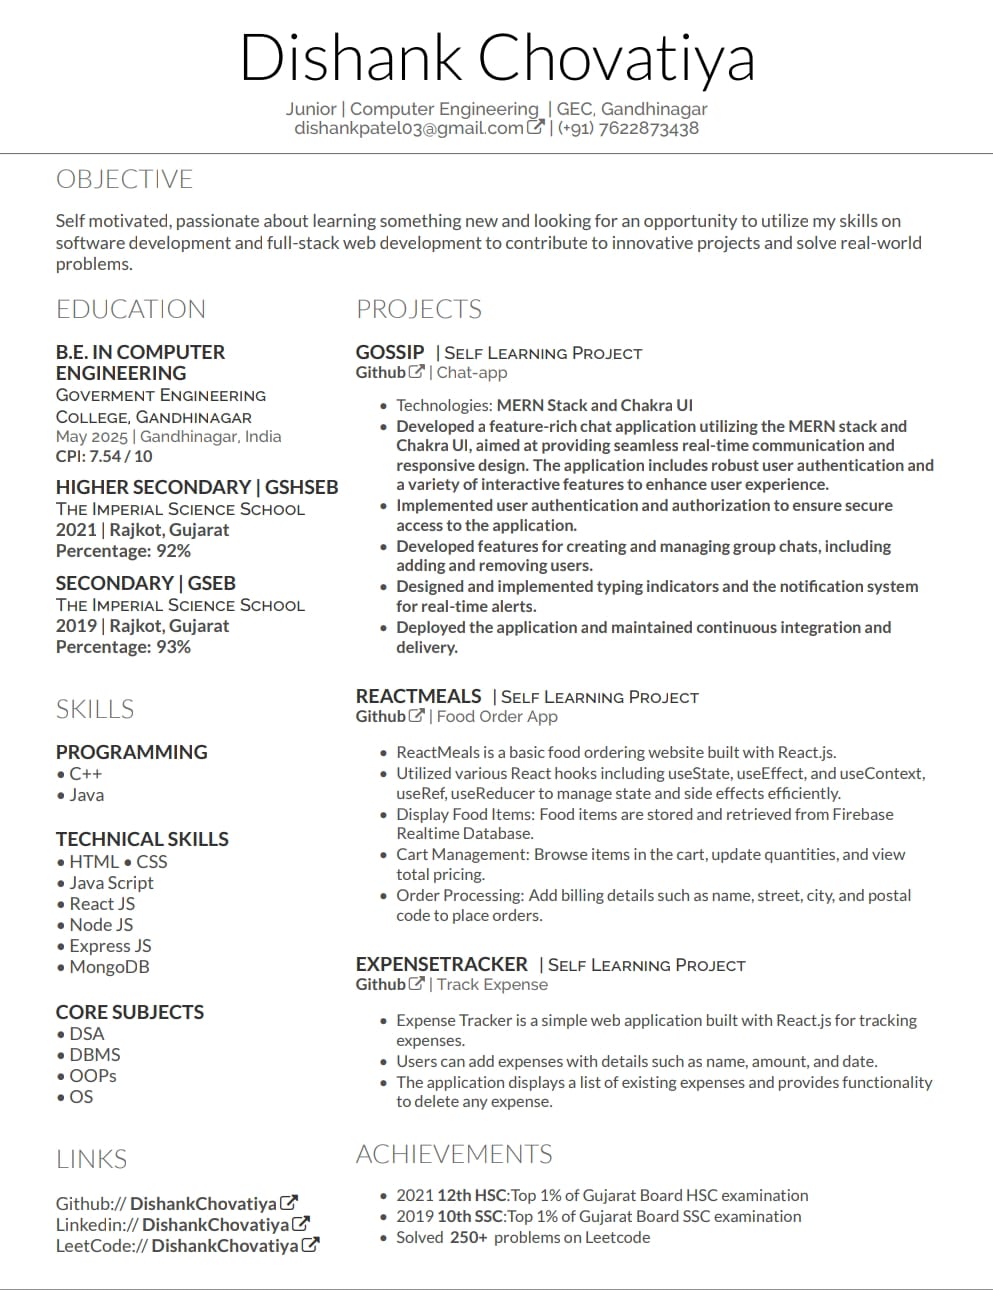 Dishank Chovatiya
Junior | Computer Engineering | GEC, Gandhinagar
dishankpatel03@gmail.com | (+91) 7622873438
OBJECTIVE
Self motivated, passionate about learning something new and looking for an opportunity to utilize my skills on
software development and full-stack web development to contribute to innovative projects and solve real-world
problems.
EDUCATION
B.E. IN COMPUTER
ENGINEERING
Goverment Engineering
College, Gandhinagar
May 2025 | Gandhinagar, India
CPI: 7.54 / 10
HIGHER SECONDARY | GSHSEB
The Imperial Science School
2021 | Rajkot, Gujarat
Percentage: 92%
SECONDARY | GSEB
The Imperial Science School
2019 | Rajkot, Gujarat
Percentage: 93%
SKILLS
PROGRAMMING
• C++
• Java
TECHNICAL SKILLS
• HTML • CSS
• Java Script
• React JS
• Node JS
• Express JS
• MongoDB
CORE SUBJECTS
• DSA
• DBMS
• OOPs
• OS
LINKS
Github:// DishankChovatiya
Linkedin:// DishankChovatiya
LeetCode:// DishankChovatiya
PROJECTS
GOSSIP | Self Learning Project
Github | Chat-app
• Technologies: MERN Stack and Chakra UI
• Developed a feature-rich chat application utilizing the MERN stack and
Chakra UI, aimed at providing seamless real-time communication and
responsive design. The application includes robust user authentication and
a variety of interactive features to enhance user experience.
• Implemented user authentication and authorization to ensure secure
access to the application.
• Developed features for creating and managing group chats, including
adding and removing users.
• Designed and implemented typing indicators and the notification system
for real-time alerts.
• Deployed the application and maintained continuous integration and
delivery.
REACTMEALS | Self Learning Project
Github | Food Order App
• ReactMeals is a basic food ordering website built with React.js.
• Utilized various React hooks including useState, useEffect, and useContext,
useRef, useReducer to manage state and side effects efficiently.
• Display Food Items: Food items are stored and retrieved from Firebase
Realtime Database.
• Cart Management: Browse items in the cart, update quantities, and view
total pricing.
• Order Processing: Add billing details such as name, street, city, and postal
code to place orders.
EXPENSETRACKER | Self Learning Project
Github | Track Expense
• Expense Tracker is a simple web application built with React.js for tracking
expenses.
• Users can add expenses with details such as name, amount, and date.
• The application displays a list of existing expenses and provides functionality
to delete any expense.
ACHIEVEMENTS
• 2021 12th HSC:Top 1% of Gujarat Board HSC examination
• 2019 10th SSC:Top 1% of Gujarat Board SSC examination
• Solved 250+ problems on Leetcode